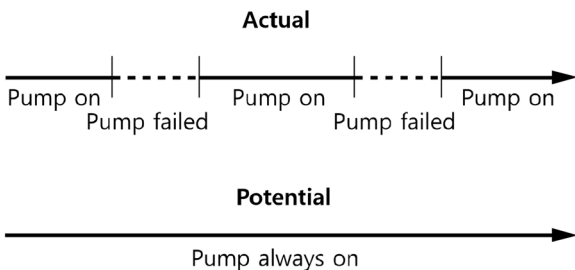 Actual
Pump on
Pump on
Pump on
Pump failed
Pump failed
Potential
Pump always on